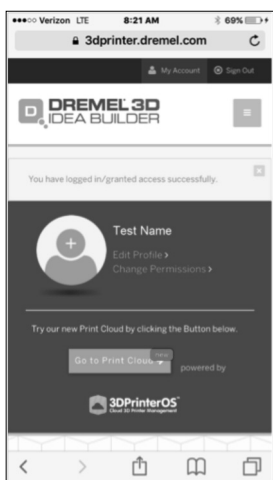 Verizon LTE 8:21 AM 69%
3dprinter.dremel.com
My Account Sign Out
D. DREMEL 3D
IDEA BUILDER
You have logged in/granted access successfully.
Test Name
Edit Profile >
Change Permissions >
Try our new Print Cloud by clicking the Button below.
new
Go to Print Cloud powered by
3DPrinterOS™
Cloud 3D Printer Management